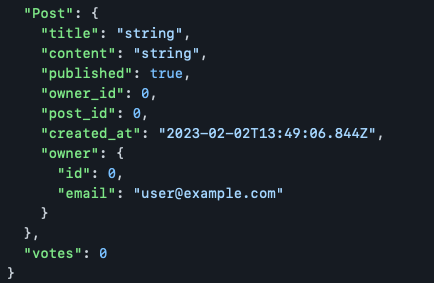 "Post": {
"title": "string",
"content": "string",
"published": true,
"owner_id": 0,
"post_id": 0,
"created_at": "2023-02-02T13:49:06.844Z",
"owner": {
"id": 0,
"email": "user@example.com"
}
},
"votes": 0
}